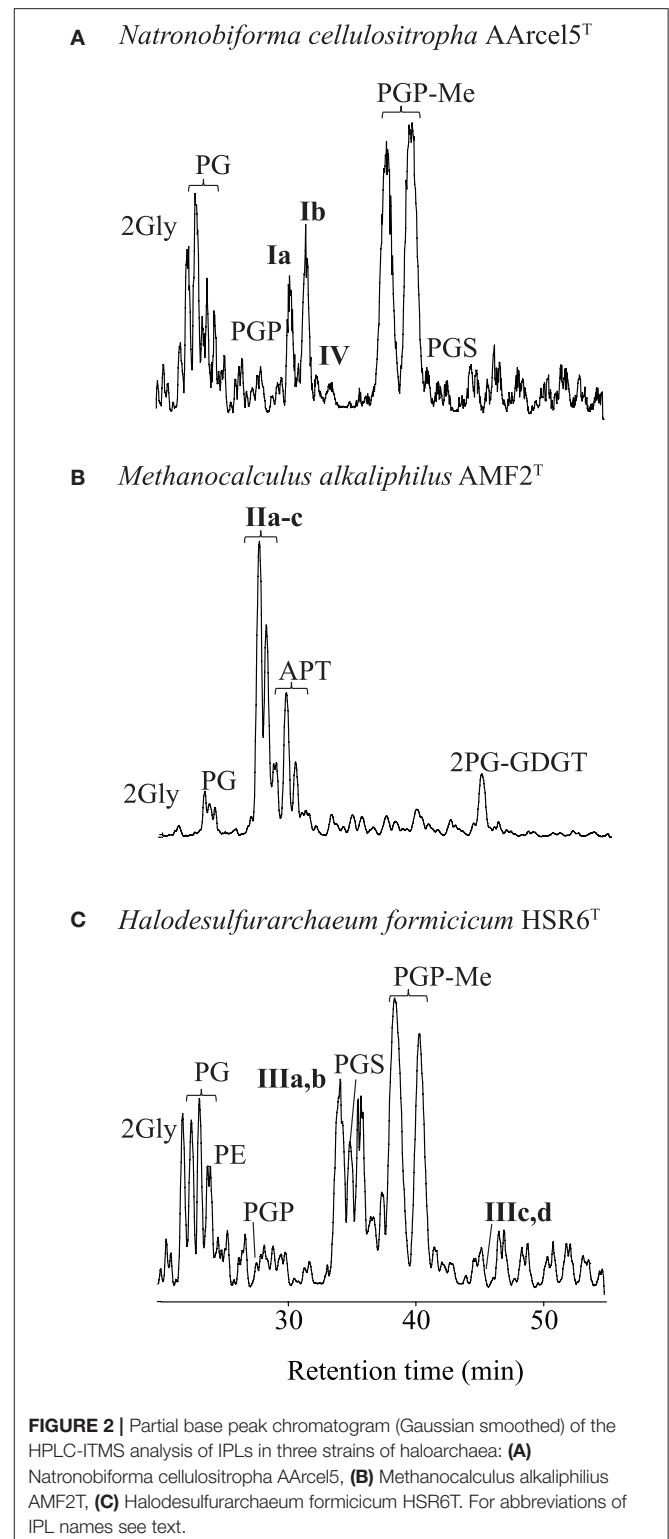 A Natronobiforma cellulositropha AArcel5ᵀ
PGP-Me
PG
2Gly
Ib
Ia
PGP
IV
PGS
B Methanocalculus alkaliphilus AMF2ᵀ
IIa-c
APT
2Gly
PG
2PG-GDGT
C Halodesulfurarchaeum formicicum HSR6ᵀ
PGP-Me
PG
IIIa,b
PGS
2Gly
PE
PGP
IIIc,d
30 40 50
Retention time (min)
FIGURE 2 | Partial base peak chromatogram (Gaussian smoothed) of the
HPLC-ITMS analysis of IPLs in three strains of haloarchaea: (A)
Natronobiforma cellulositropha AArcel5, (B) Methanocalculus alkaliphilius
AMF2T, (C) Halodesulfurarchaeum formicicum HSR6T. For abbreviations of
IPL names see text.